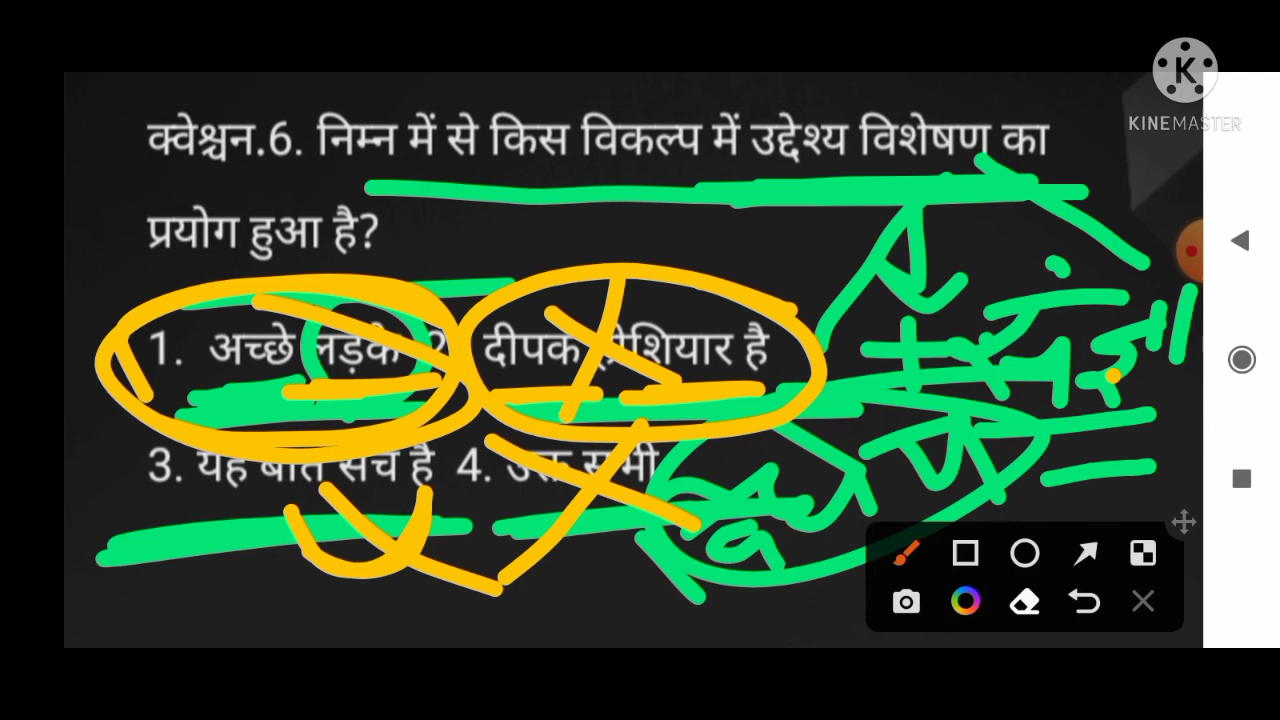 क्वेश्चन.6. निम्न में से किस विकल्प में उद्देश्य विशेषण का
प्रयोग हुआ है?
1. अच्छे लड़के 2 दीपक होशियार है
3. यह बात सच है 4. उक्त सभी
KINEMASTER